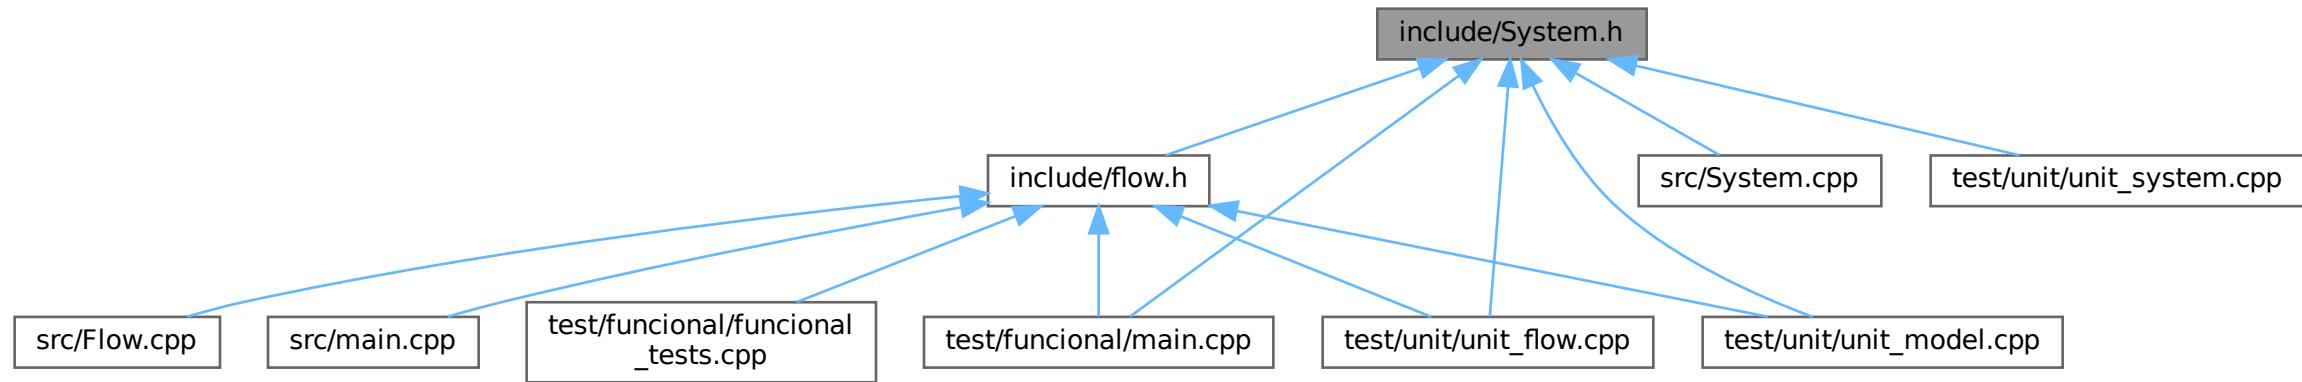 include/System.h
include/flow.h
src/System.cpp
test/unit/unit_system.cpp
src/Flow.cpp
src/main.cpp
test/funcional/funcional
_tests.cpp
test/funcional/main.cpp
test/unit/unit_flow.cpp
test/unit/unit_model.cpp